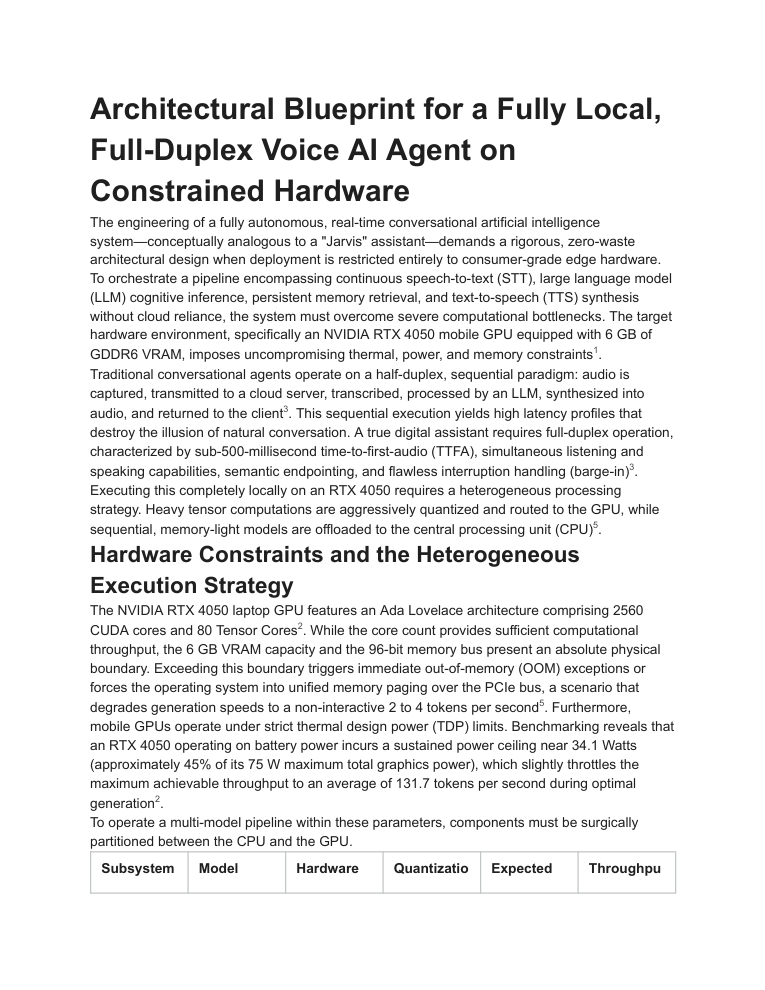 Architectural Blueprint for a Fully Local,
Full-Duplex Voice AI Agent on
Constrained Hardware
The engineering of a fully autonomous, real-time conversational artificial intelligence
system—conceptually analogous to a "Jarvis" assistant—demands a rigorous, zero-waste
architectural design when deployment is restricted entirely to consumer-grade edge hardware.
To orchestrate a pipeline encompassing continuous speech-to-text (STT), large language model
(LLM) cognitive inference, persistent memory retrieval, and text-to-speech (TTS) synthesis
without cloud reliance, the system must overcome severe computational bottlenecks. The target
hardware environment, specifically an NVIDIA RTX 4050 mobile GPU equipped with 6 GB of
GDDR6 VRAM, imposes uncompromising thermal, power, and memory constraints1.
Traditional conversational agents operate on a half-duplex, sequential paradigm: audio is
captured, transmitted to a cloud server, transcribed, processed by an LLM, synthesized into
audio, and returned to the client3. This sequential execution yields high latency profiles that
destroy the illusion of natural conversation. A true digital assistant requires full-duplex operation,
characterized by sub-500-millisecond time-to-first-audio (TTFA), simultaneous listening and
speaking capabilities, semantic endpointing, and flawless interruption handling (barge-in)3.
Executing this completely locally on an RTX 4050 requires a heterogeneous processing
strategy. Heavy tensor computations are aggressively quantized and routed to the GPU, while
sequential, memory-light models are offloaded to the central processing unit (CPU)5.
Hardware Constraints and the Heterogeneous
Execution Strategy
The NVIDIA RTX 4050 laptop GPU features an Ada Lovelace architecture comprising 2560
CUDA cores and 80 Tensor Cores2. While the core count provides sufficient computational
throughput, the 6 GB VRAM capacity and the 96-bit memory bus present an absolute physical
boundary. Exceeding this boundary triggers immediate out-of-memory (OOM) exceptions or
forces the operating system into unified memory paging over the PCIe bus, a scenario that
degrades generation speeds to a non-interactive 2 to 4 tokens per second5. Furthermore,
mobile GPUs operate under strict thermal design power (TDP) limits. Benchmarking reveals that
an RTX 4050 operating on battery power incurs a sustained power ceiling near 34.1 Watts
(approximately 45% of its 75 W maximum total graphics power), which slightly throttles the
maximum achievable throughput to an average of 131.7 tokens per second during optimal
generation2.
To operate a multi-model pipeline within these parameters, components must be surgically
partitioned between the CPU and the GPU.
Subsystem Model Hardware Quantizatio Expected Throughpu